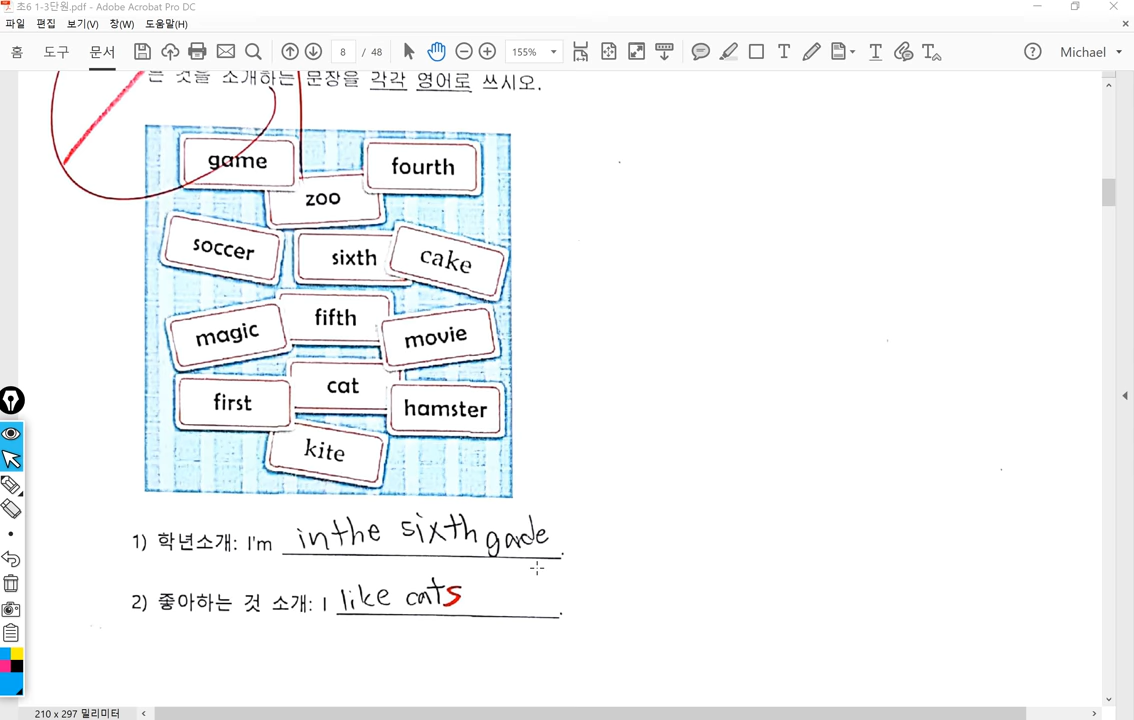 초6 1-3단원.pdf - Adobe Acrobat Pro DC
파일 편집 보기(V) 창(W) 도움말(H)
홈 도구 문서 8 / 48 155% Michael
는 것을 소개하는 문장을 각각 영어로 쓰시오.
game fourth
zoo
soccer sixth cake
magic fifth movie
first cat hamster
kite
1) 학년소개: I'm in the sixth garde.
2) 좋아하는 것 소개: I like cats.
210 x 297 밀리미터